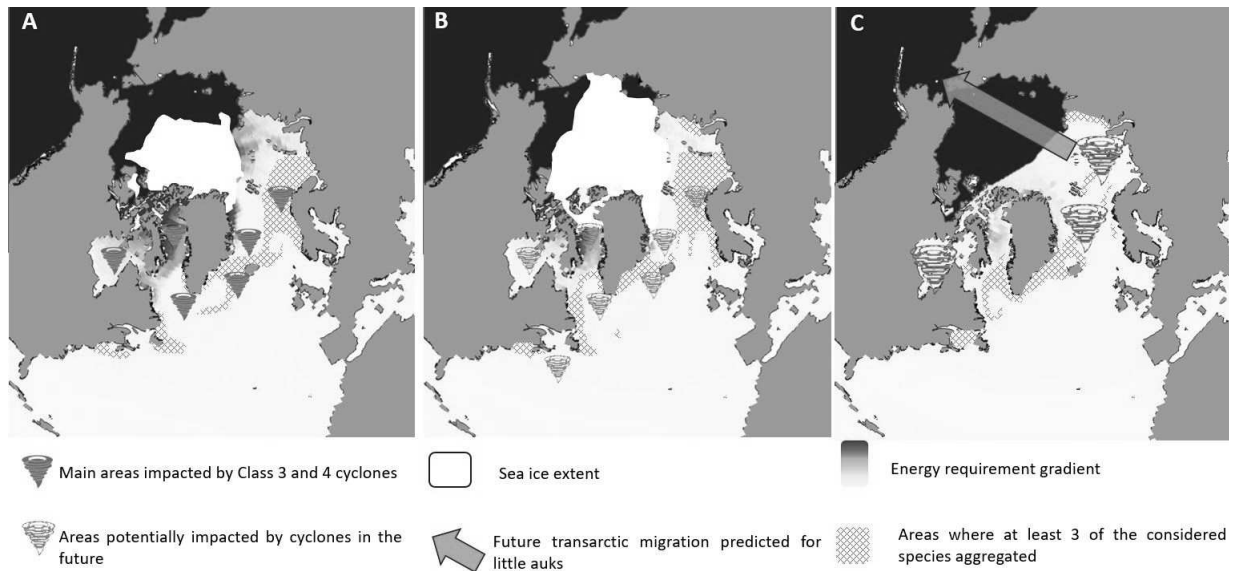 A
B
C
Main areas impacted by Class 3 and 4 cyclones
Sea ice extent
Energy requirement gradient
Areas potentially impacted by cyclones in the
future
Future transarctic migration predicted for
little auks
Areas where at least 3 of the considered
species aggregated